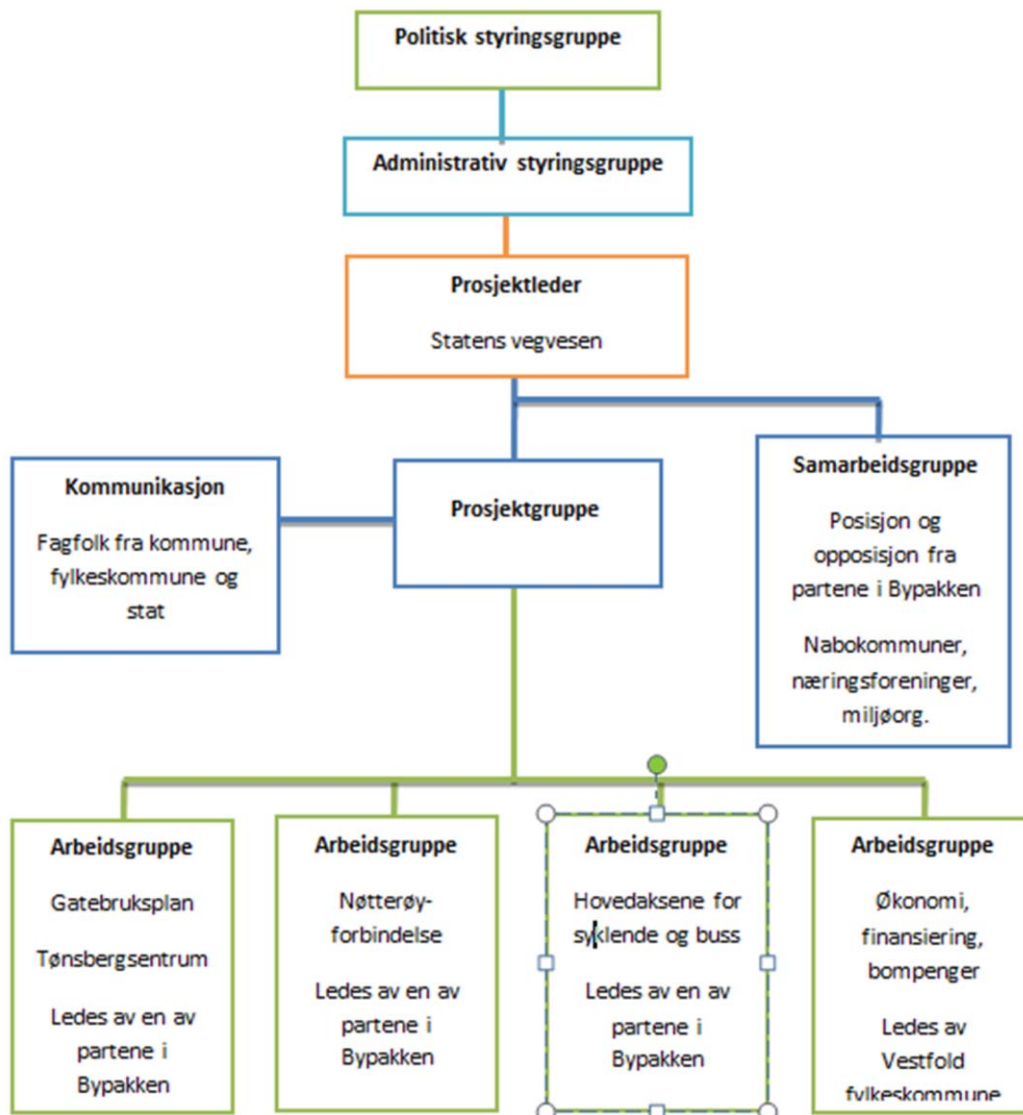 Politisk styringsgruppe
Administrativ styringsgruppe
Prosjektleder
Statens vegvesen
Kommunikasjon
Fagfolk fra kommune,
fylkeskommune og
stat
Prosjektgruppe
Samarbeidsgruppe
Posisjon og
opposisjon fra
partene i Bypakken
Nabokommuner,
næringsforeninger,
miljøorg.
Arbeidsgruppe
Gatebruksplan
Tønsbergsentrum
Ledes av en av
partene i
Bypakken
Arbeidsgruppe
Nøtterøy-
forbindelse
Ledes av en av
partene i
Bypakken
Arbeidsgruppe
Hovedaksene for
syklende og buss
Ledes av en av
partene i
Bypakken
Arbeidsgruppe
Økonomi,
finansiering,
bompenger
Ledes av
Vestfold
fylkeskommune